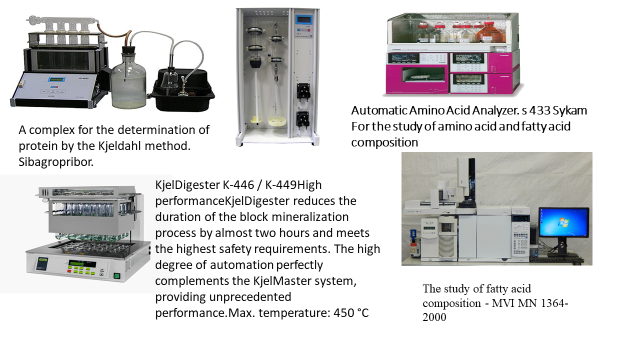 Automatic Amino Acid Analyzer. s 433 Sykam
For the study of amino acid and fatty acid
composition
A complex for the determination of
protein by the Kjeldahl method.
Sibagropribor.
KjelDigester K-446 / K-449High
performanceKjelDigester reduces the
duration of the block mineralization
process by almost two hours and meets
the highest safety requirements. The high
degree of automation perfectly
complements the KjelMaster system,
providing unprecedented
performance.Max. temperature: 450 °C
The study of fatty acid
composition - MVI MN 1364-
2000